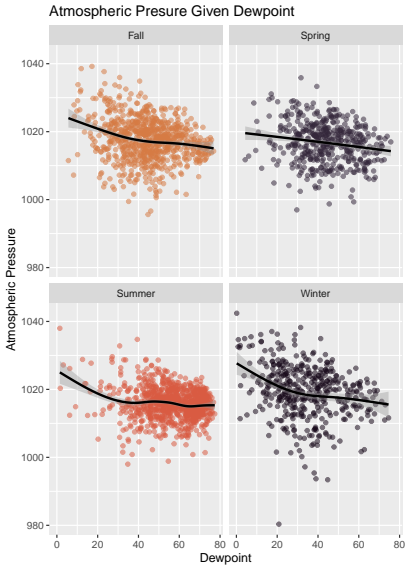 Atmospheric Presure Given Dewpoint
Fall
Spring
1040
1020
1000
980
Summer
Winter
1040
1020
1000
980
0 20 40 60 80 0 20 40 60 80
Dewpoint
Atmospheric Pressure